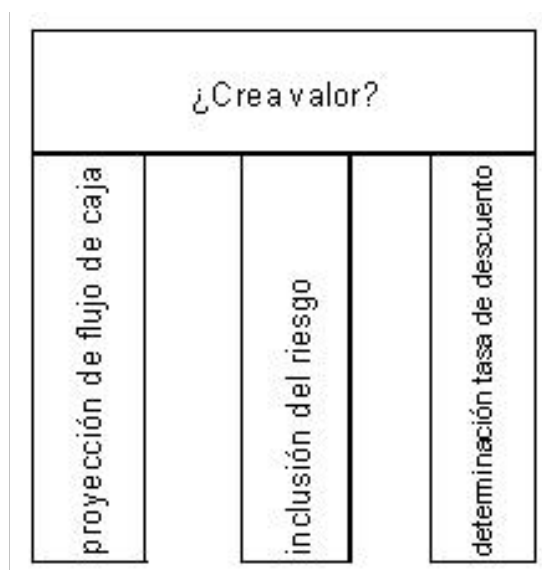 ¿Crea valor?
proyección de flujo de caja
inclusión del riesgo
determinación tasa de descuento